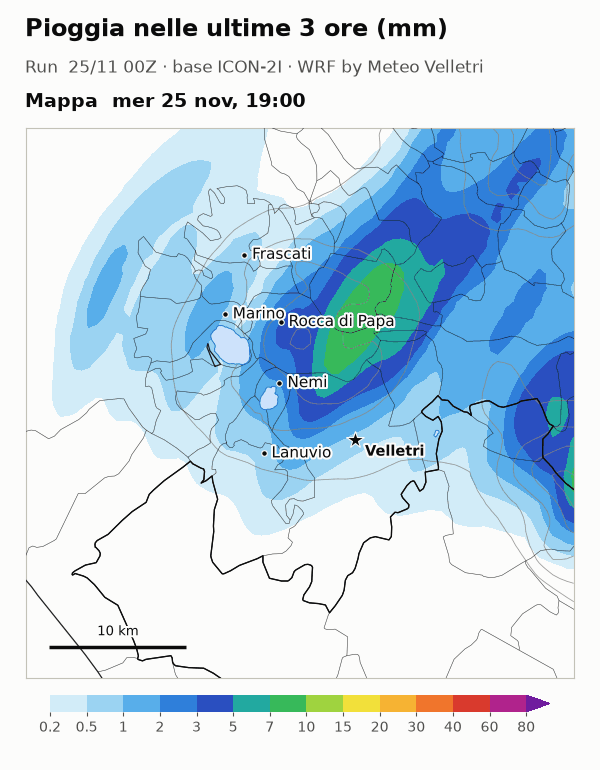 Pioggia nelle ultime 3 ore (mm)
Run  25/11 00Z · base ICON-2I · WRF by Meteo Velletri
Mappa  mer 25 nov, 19:00
Frascati
Marino
Rocca di Papa
Nemi
Velletri
Lanuvio
10 km
0.2 0.5 1 2 3 5 7 10 15 20 30 40 60 80